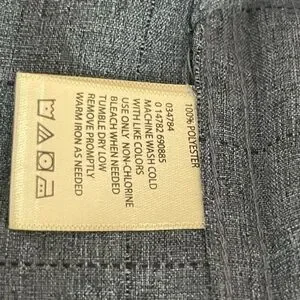 100% POLYESTER
034784
0 14782 690885
MACHINE WASH COLD
WITH LIKE COLORS
USE ONLY NON-CHLORINE
BLEACH WHEN NEEDED
TUMBLE DRY LOW
REMOVE PROMPTLY
WARM IRON AS NEEDED